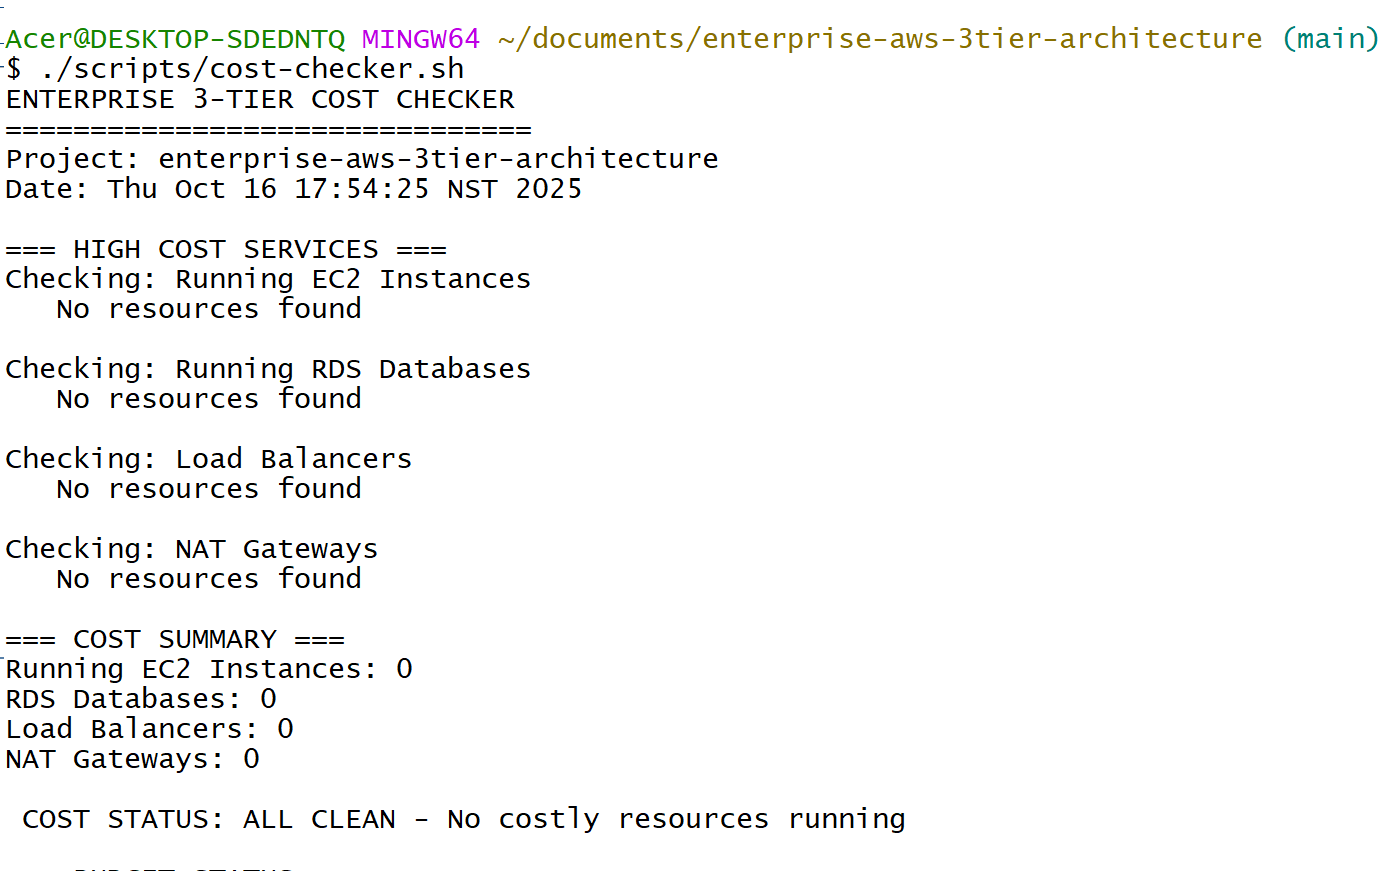 Acer@DESKTOP-SDEDNTQ MINGW64 ~/documents/enterprise-aws-3tier-architecture (main)
$ ./scripts/cost-checker.sh
ENTERPRISE 3-TIER COST CHECKER
===============================
Project: enterprise-aws-3tier-architecture
Date: Thu Oct 16 17:54:25 NST 2025

=== HIGH COST SERVICES ===
Checking: Running EC2 Instances
   No resources found

Checking: Running RDS Databases
   No resources found

Checking: Load Balancers
   No resources found

Checking: NAT Gateways
   No resources found

=== COST SUMMARY ===
Running EC2 Instances: 0
RDS Databases: 0
Load Balancers: 0
NAT Gateways: 0

 COST STATUS: ALL CLEAN - No costly resources running